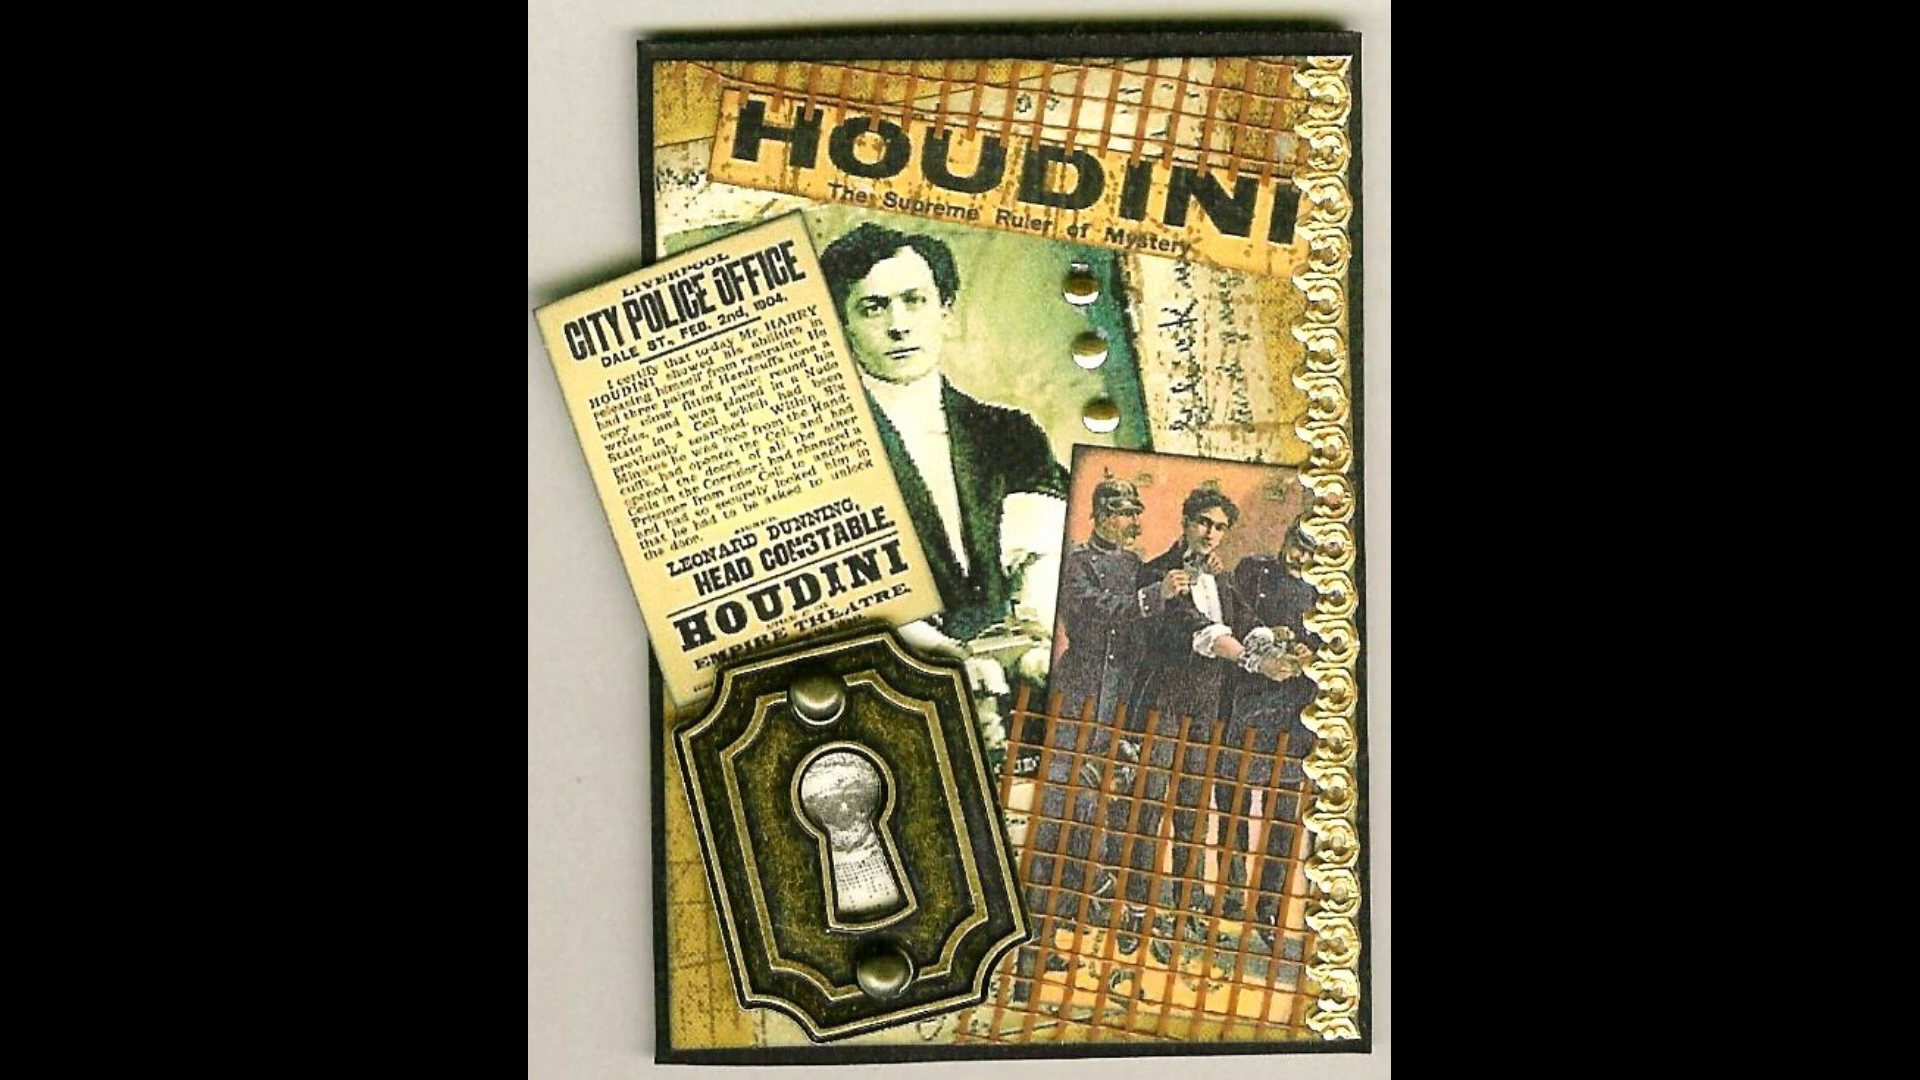 HOUDINI
The Supreme Ruler of Mystery
LIVERPOOL
CITY POLICE OFFICE
DALE ST., FEB. 2nd, 1904.
I certify that to-day Mr. HARRY
HOUDINI showed his abilities in
releasing himself from restraint. He
had three pairs of Handcuffs (one a
very close fitting pair) round his
wrists, and was placed in a Nude
State in a Cell which had been
previously searched. Within Six
Minutes he was free from the Hand-
cuffs, had opened the Cell, and had
opened the doors of all the other
Cells in the Corridor, had changed a
Prisoner from one Cell to another,
and had so securely locked him in
that he had to be asked to unlock
the door.
SIGNED
LEONARD DUNNING,
HEAD CONSTABLE.
HOUDINI
EMPIRE THEATRE